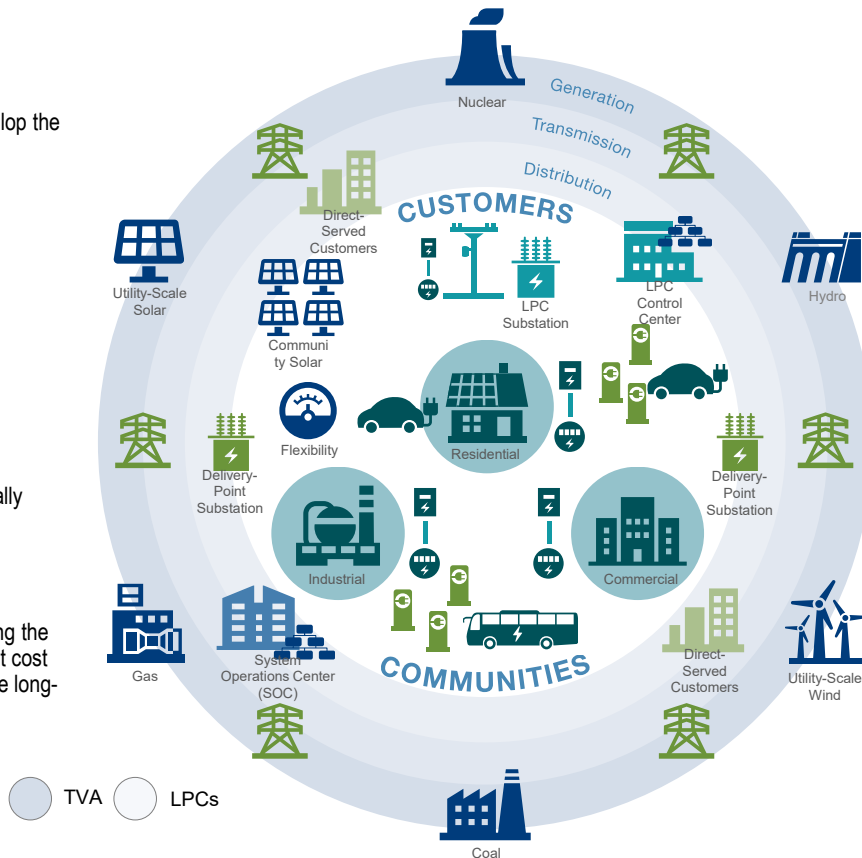 lop the
ally
ng the
t cost
e long-
Nuclear
Generation
Transmission
Distribution
CUSTOMERS
Direct-
Served
Customers
Utility-Scale
Solar
Communi
ty Solar
LPC
Substation
LPC
Control
Center
Hydro
Flexibility
Residential
Delivery-
Point
Substation
Delivery-
Point
Substation
Industrial
Commercial
Gas
System
Operations Center
(SOC)
COMMUNITIES
Direct-
Served
Customers
Utility-Scale
Wind
TVA
LPCs
Coal